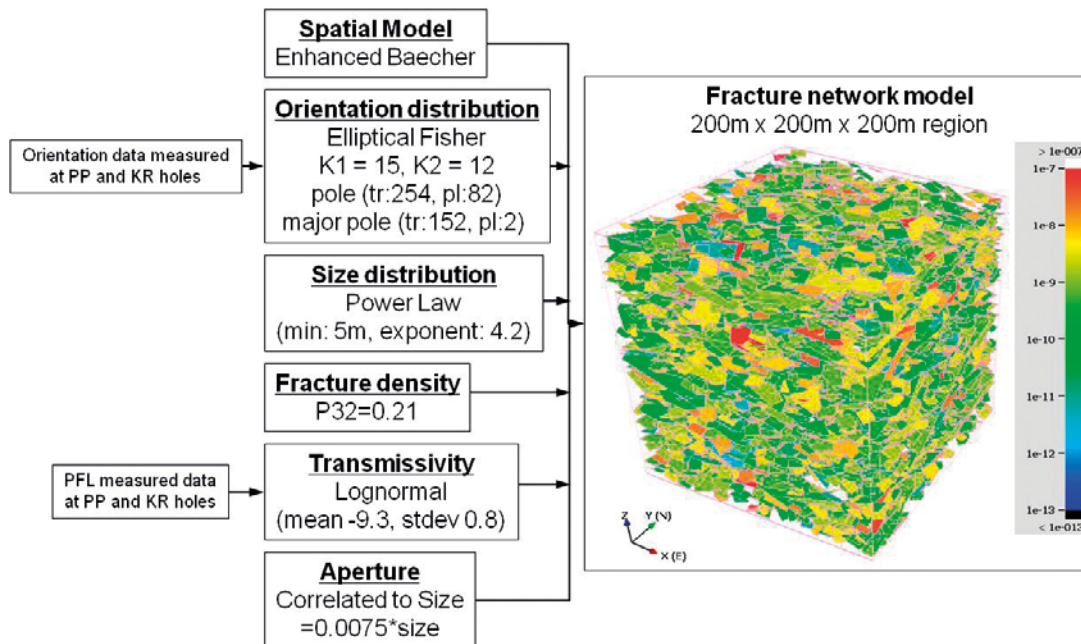 Spatial Model
Enhanced Baecher
Orientation distribution
Elliptical Fisher
K1 = 15, K2 = 12
pole (tr:254, pl:82)
major pole (tr:152, pl:2)
Orientation data measured
at PP and KR holes
Size distribution
Power Law
(min: 5m, exponent: 4.2)
Fracture density
P32=0.21
Transmissivity
Lognormal
(mean -9.3, stdev 0.8)
PFL measured data
at PP and KR holes
Aperture
Correlated to Size
=0.0075*size
Fracture network model
200m x 200m x 200m region
> 1e-007
1e-7
1e-8
1e-9
1e-10
1e-11
1e-12
1e-13
< 1e-013
Z
Y (N)
X (E)